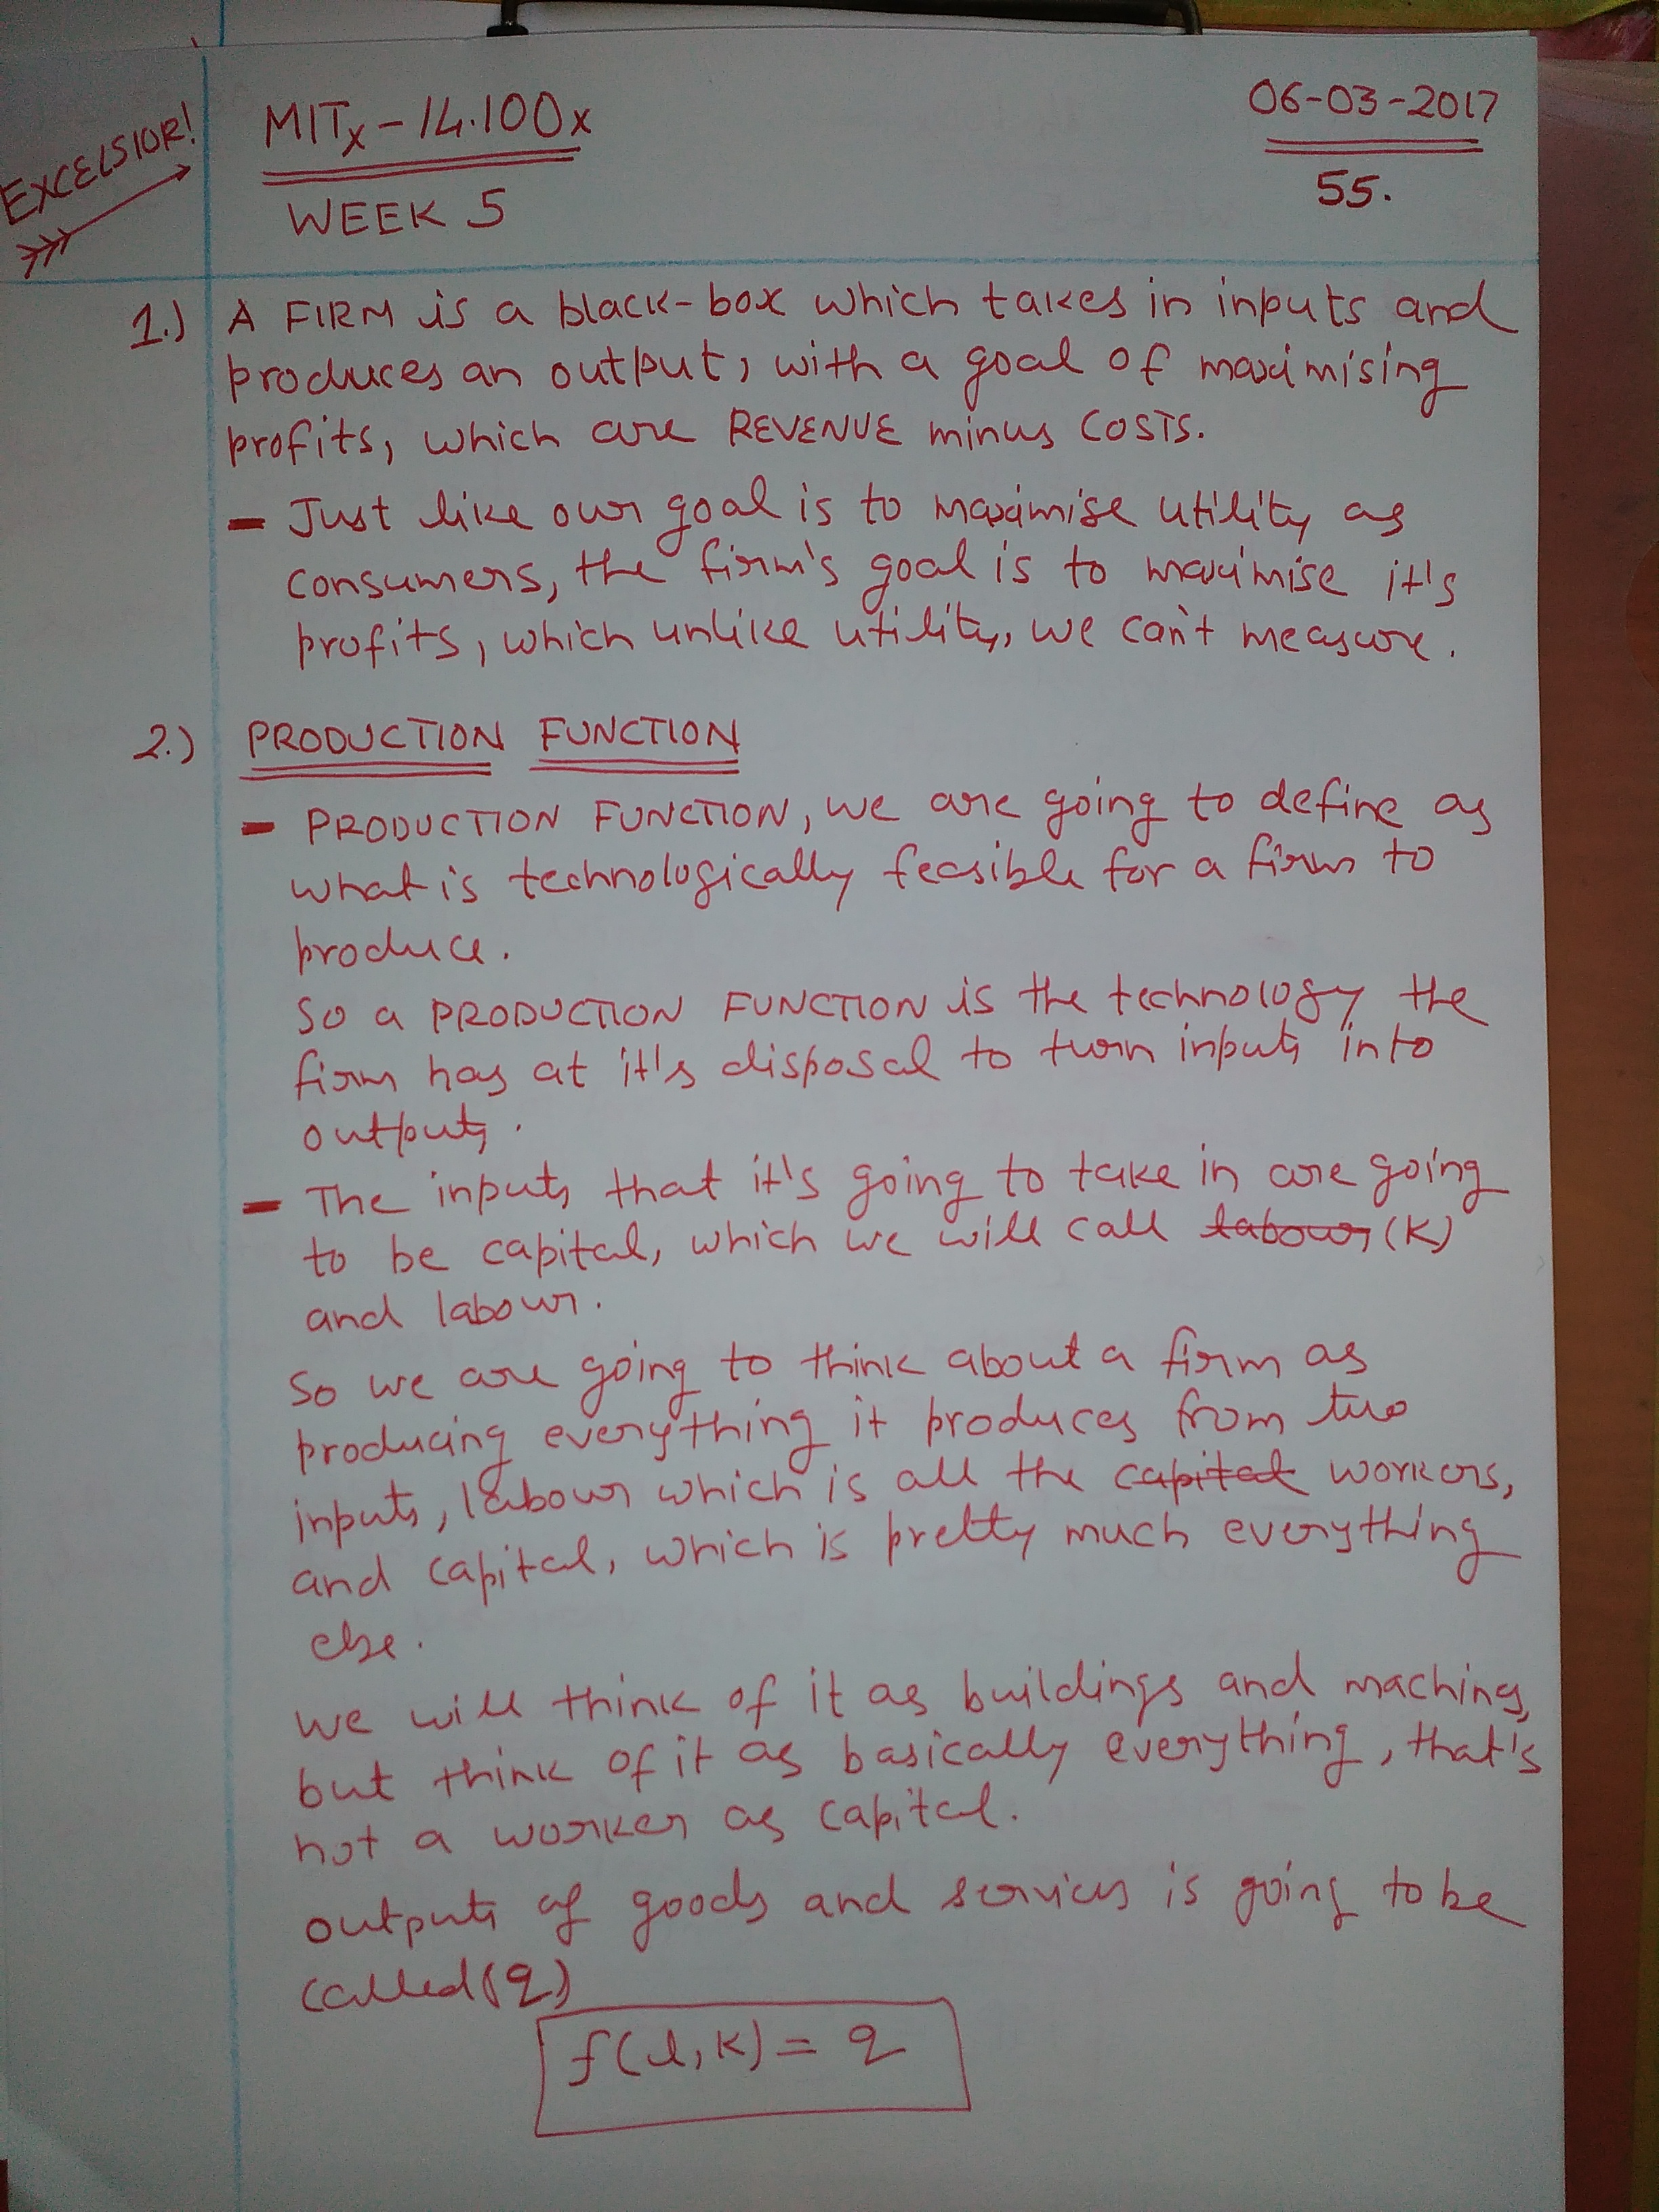 EXCELSIOR!
MITx - 14.100x
06-03-2017
WEEK 5
55.
1.) A FIRM is a black-box which takes in inputs and
produces an output, with a goal of maximising
profits, which are REVENUE minus COSTS.
- Just like our goal is to maximise utility as
consumers, the firm's goal is to maximise it's
profits, which unlike utility, we can't measure.
2.) PRODUCTION FUNCTION
- PRODUCTION FUNCTION, we are going to define as
what is technologically feasible for a firm to
produce.
So a PRODUCTION FUNCTION is the technology the
firm has at it's disposal to turn inputs into
outputs.
- The inputs that it's going to take in are going
to be capital, which we will call labour (K)
and labour.
So we are going to think about a firm as
producing everything it produces from two
inputs, labour which is all the capital workers,
and capital, which is pretty much everything
else.
we will think of it as buildings and machines,
but think of it as basically everything, that's
not a worker as capital.
outputs of goods and services is going to be
called (q)
f(l,k) = q